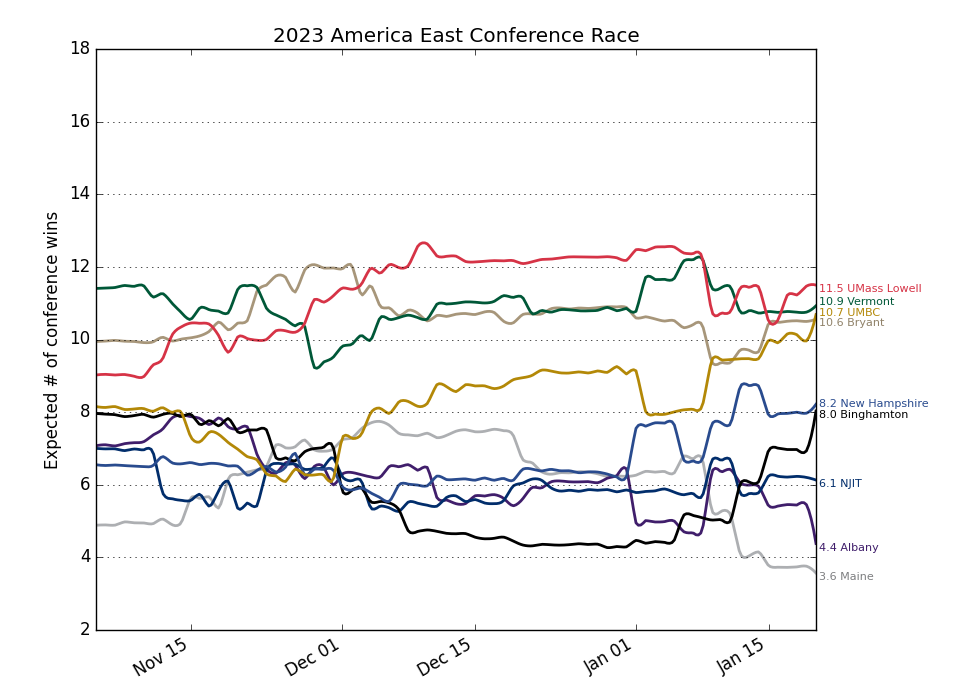 2023 America East Conference Race
Expected # of conference wins
18
16
14
12
10
8
6
4
2
Nov 15
Dec 01
Dec 15
Jan 01
Jan 15
11.5 UMass Lowell
10.9 Vermont
10.7 UMBC
10.6 Bryant
8.2 New Hampshire
8.0 Binghamton
6.1 NJIT
4.4 Albany
3.6 Maine